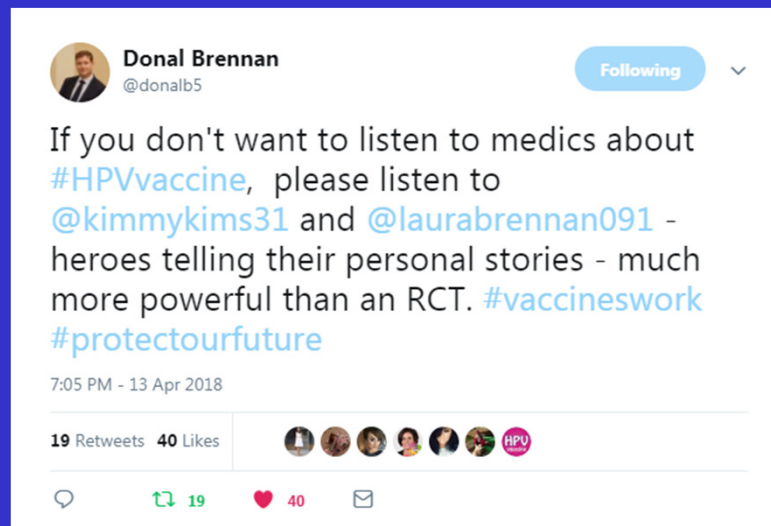 Donal Brennan
@donalb5
Following
If you don't want to listen to medics about
#HPVvaccine, please listen to
@kimmykims31 and @laurabrennan091 -
heroes telling their personal stories - much
more powerful than an RCT. #vaccineswork
#protectourfuture
7:05 PM - 13 Apr 2018
19 Retweets 40 Likes
HPV
vaccine
19 40